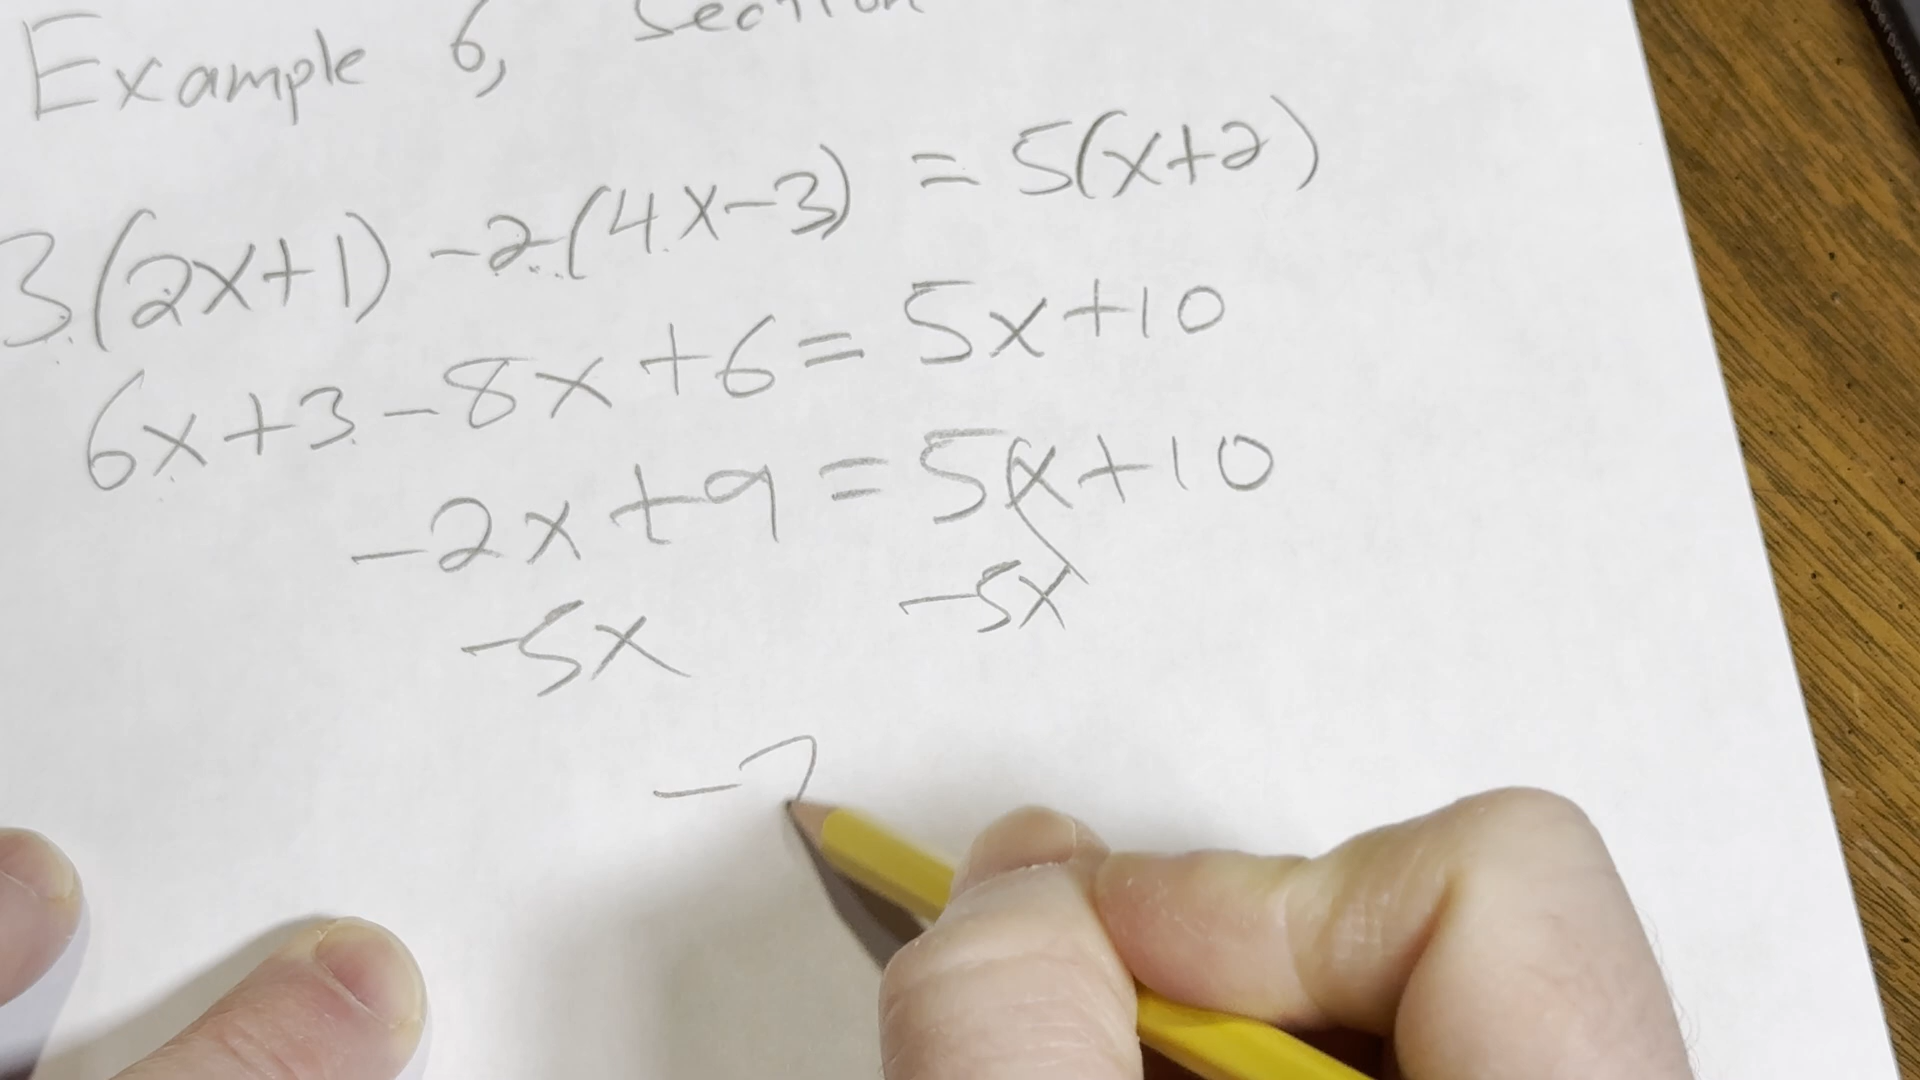 Example 6, Section
3(2x+1) -2(4x-3) = 5(x+2)
6x+3-8x+6= 5x+10
-2x+9=5x+10
-5x -5x
-7